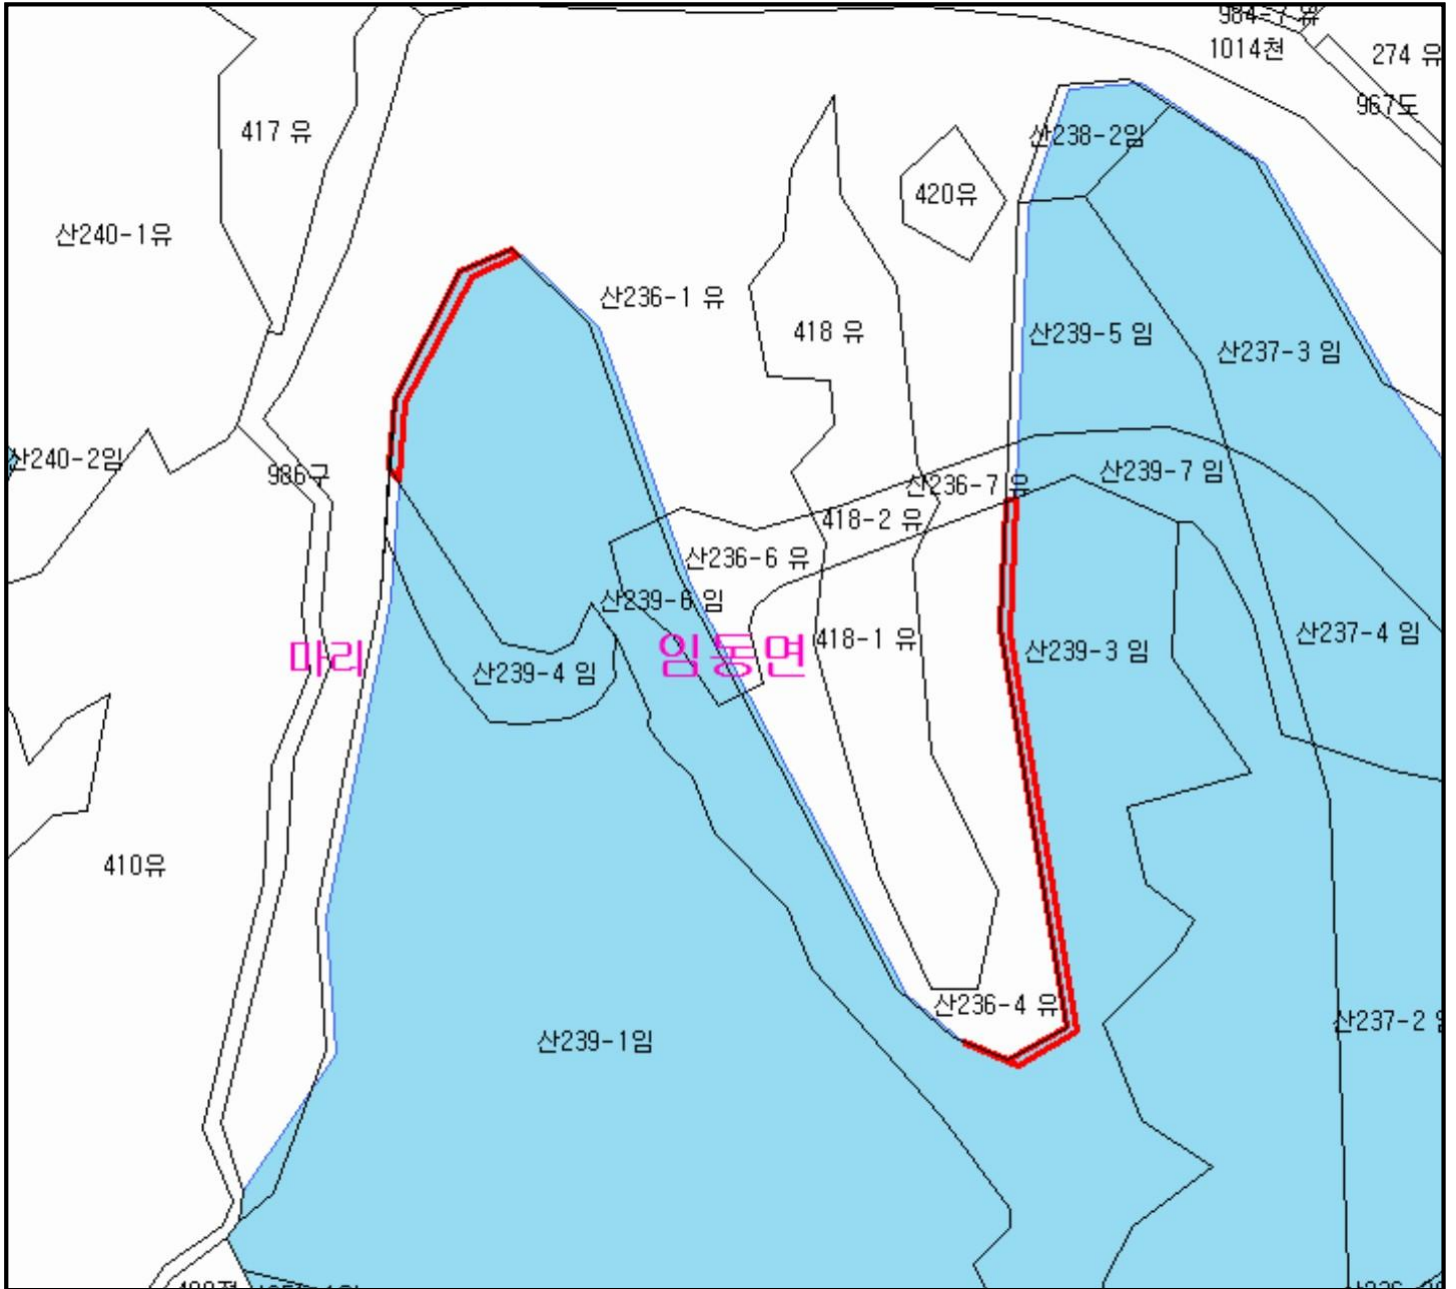 1014천
274 유
967도
417 유
산238-2임
420유
산240-1유
산236-1 유
418 유
산239-5 임
산237-3 임
산240-2임
986구
산236-7 유
산239-7 임
418-2 유
산236-6 유
산239-6 임
418-1 유
산237-4 임
마리
임동면
산239-3 임
산239-4 임
410유
산236-4 유
산239-1임
산237-2